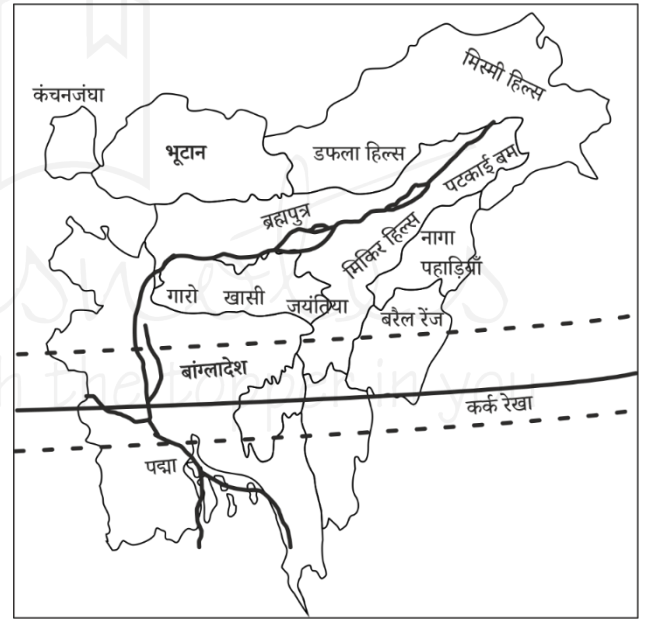 मिस्मी हिल्स
कंचनजंघा
भूटान
डफला हिल्स
पटकाई बम
ब्रह्मपुत्र
मिकिर हिल्स
नागा
पहाड़ियाँ
गारो खासी जयंतिया
बरैल रेंज
बांग्लादेश
कर्क रेखा
पद्मा